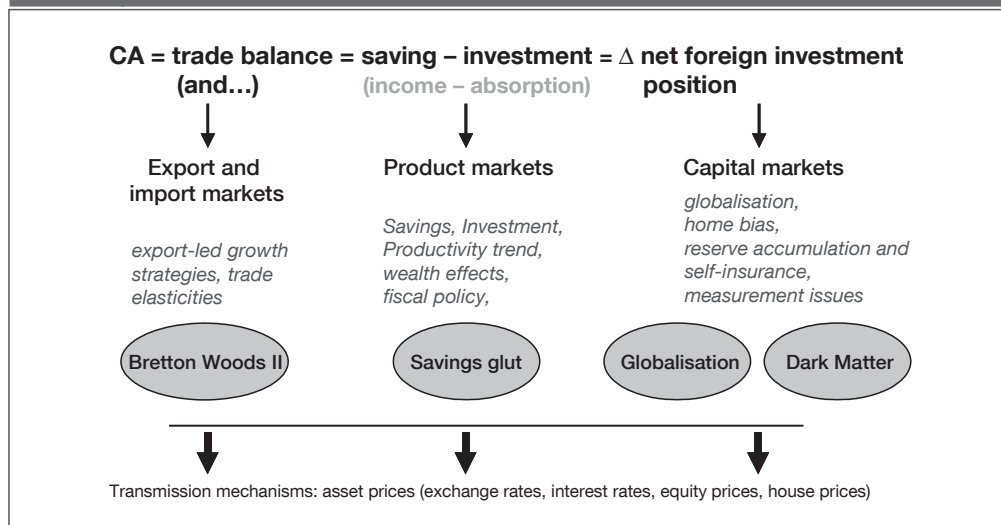 CA = trade balance = saving – investment = Δ net foreign investment
(and…)
(income – absorption)
position
Export and
import markets
export-led growth
strategies, trade
elasticities
Product markets
Savings, Investment,
Productivity trend,
wealth effects,
fiscal policy,
Capital markets
globalisation,
home bias,
reserve accumulation and
self-insurance,
measurement issues
Bretton Woods II
Savings glut
Globalisation
Dark Matter
Transmission mechanisms: asset prices (exchange rates, interest rates, equity prices, house prices)